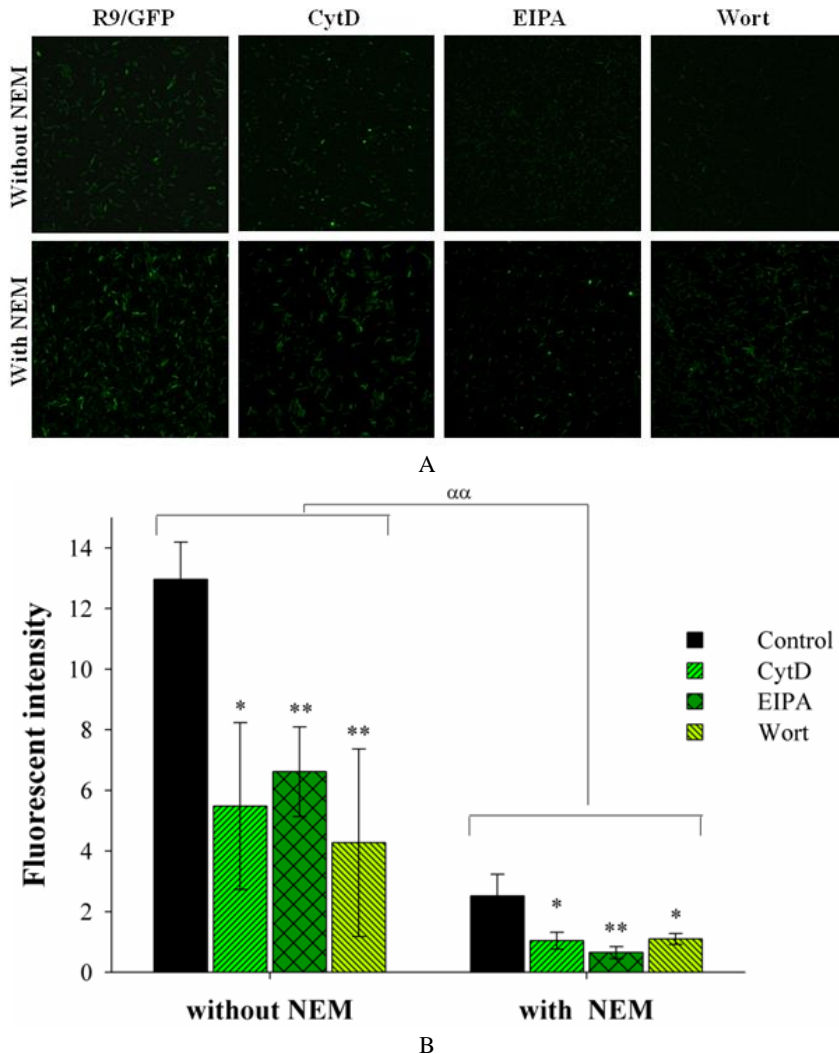 R9/GFP CytD EIPA Wort
Without NEM
With NEM
A
αα
14
12
10
8
6
4
2
0
Fluorescent intensity
* ** **
* ** *
Control
CytD
EIPA
Wort
without NEM with NEM
B